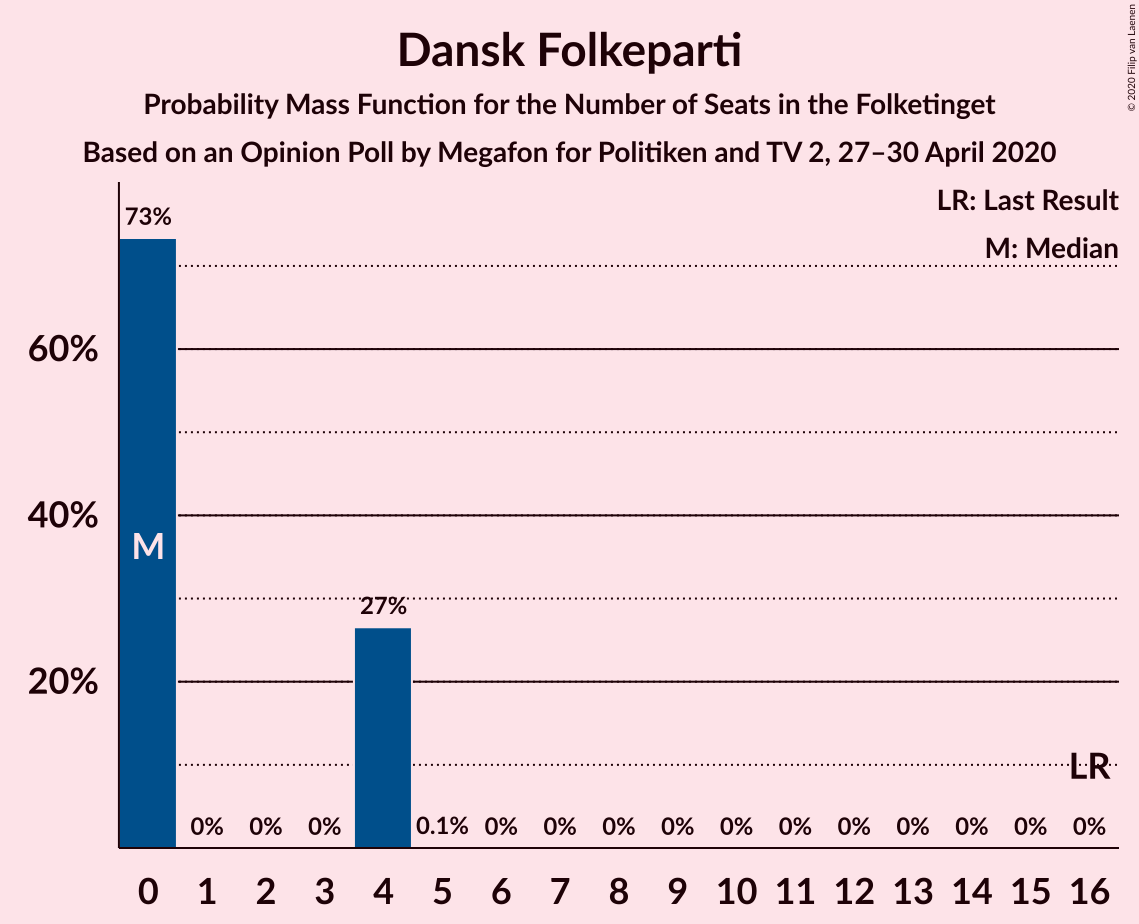 Dansk Folkeparti
Probability Mass Function for the Number of Seats in the Folketinget
Based on an Opinion Poll by Megafon for Politiken and TV 2, 27–30 April 2020
© 2020 Filip van Laenen
LR: Last Result
M: Median
73%
60%
40%
M
27%
20%
LR
0% 0% 0% 0.1% 0% 0% 0% 0% 0% 0% 0% 0% 0% 0% 0%
0 1 2 3 4 5 6 7 8 9 10 11 12 13 14 15 16